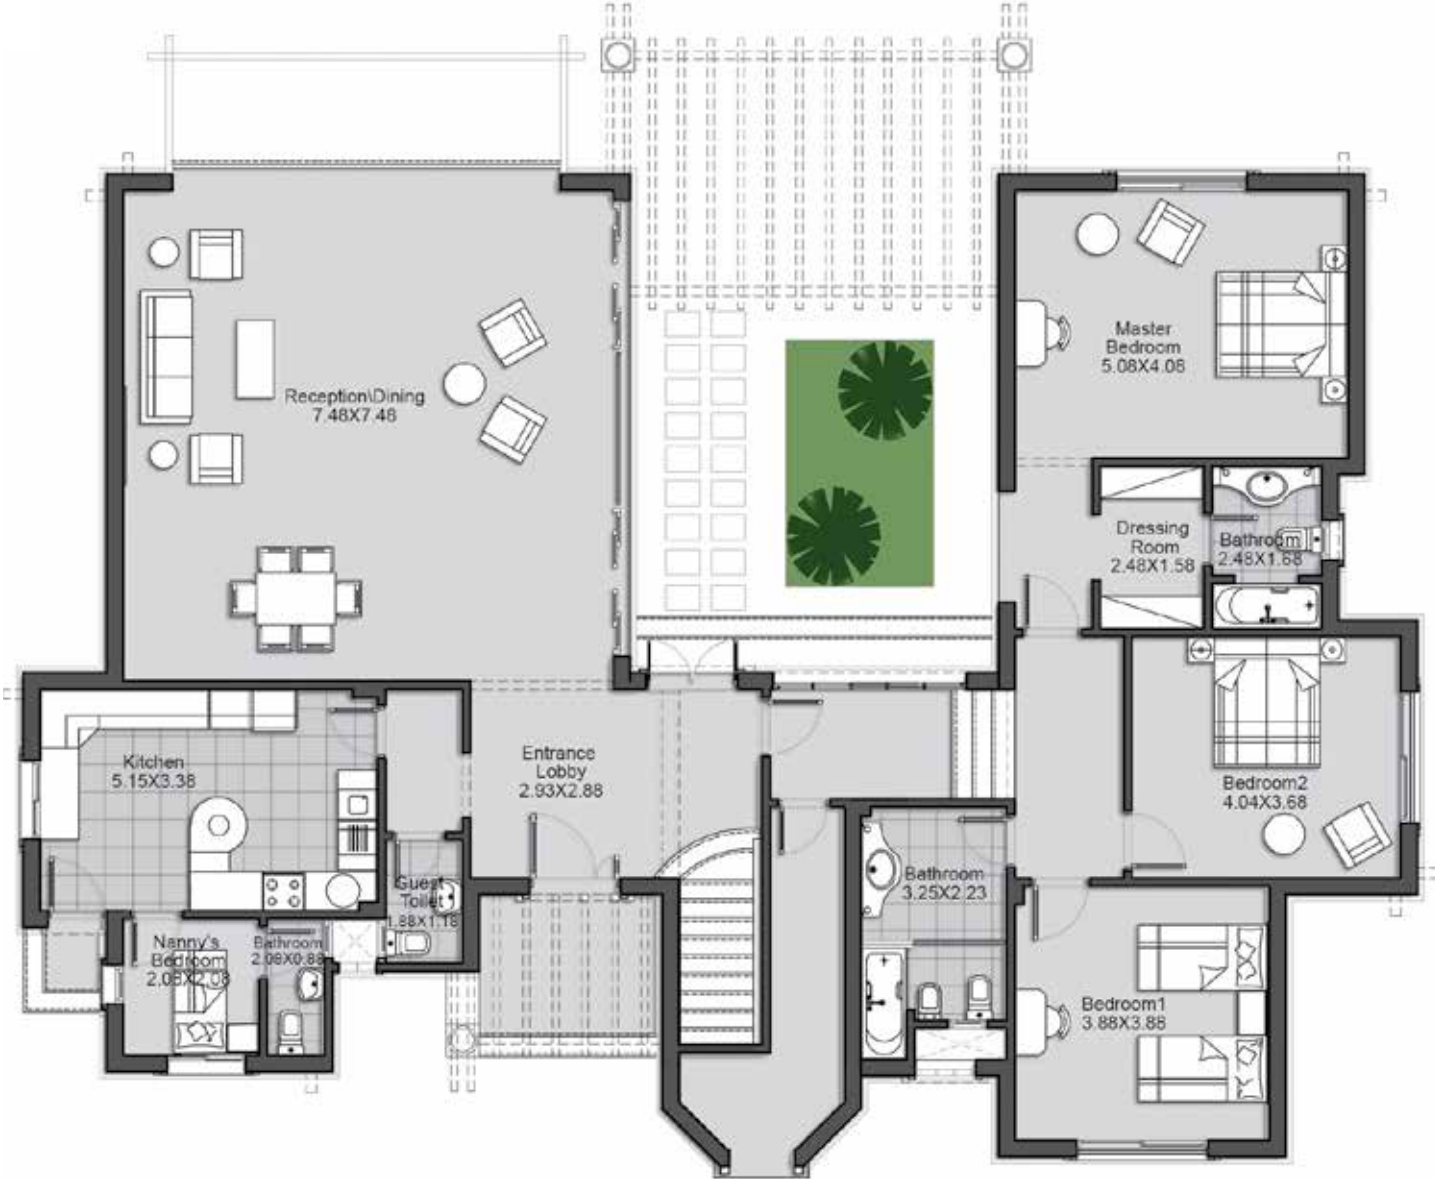 Reception\Dining
7.48X7.48
Master
Bedroom
5.08X4.08
Dressing
Room
2.48X1.58
Bathroom
2.48X1.68
Kitchen
5.15X3.38
Entrance
Lobby
2.93X2.88
Bedroom2
4.04X3.68
Guest
Toilet
1.88X1.18
Bathroom
3.25X2.23
Nanny's
Bedroom
2.08X2.08
Bathroom
2.08X0.88
Bedroom1
3.88X3.88